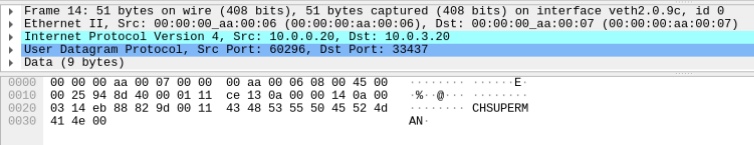 Frame 14: 51 bytes on wire (408 bits), 51 bytes captured (408 bits) on interface veth2.0.9c, id 0
Ethernet II, Src: 00:00:00_aa:00:06 (00:00:00:aa:00:06), Dst: 00:00:00_aa:00:07 (00:00:00:aa:00:07)
Internet Protocol Version 4, Src: 10.0.0.20, Dst: 10.0.3.20
User Datagram Protocol, Src Port: 60296, Dst Port: 33437
Data (9 bytes)
0000 00 00 00 aa 00 07 00 00 00 aa 00 06 08 00 45 00 ········ ······E·
0010 00 25 94 8d 40 00 01 11 ce 13 0a 00 00 14 0a 00 ·%··@··· ········
0020 03 14 eb 88 82 9d 00 11 43 48 53 55 50 45 52 4d ········ CHSUPERM
0030 41 4e 00 AN·